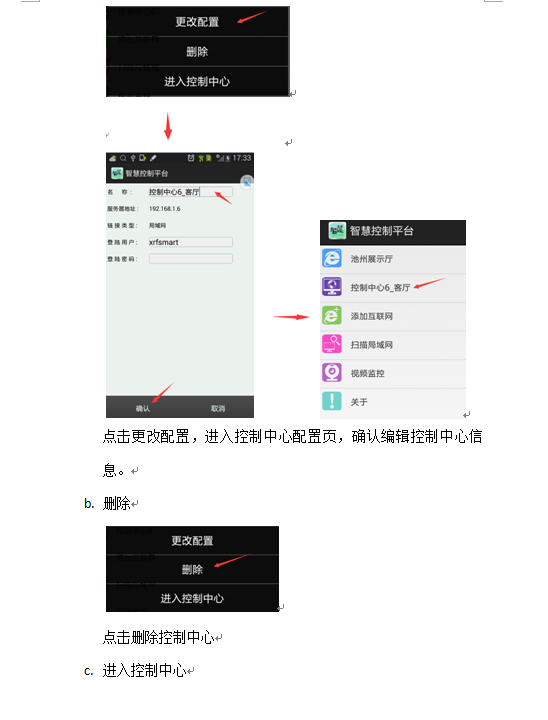 更改配置
删除
进入控制中心
17:33
智慧控制平台
名 称: 控制中心6_客厅
服务器地址: 192.168.1.6
链接类型: 局域网
登陆用户: xrfsmart
登陆密码:
确认 取消
智慧控制平台
池州展示厅
控制中心6_客厅
添加互联网
扫描局域网
视频监控
关于
点击更改配置，进入控制中心配置页，确认编辑控制中心信
息。
b. 删除
更改配置
删除
进入控制中心
点击删除控制中心
c. 进入控制中心